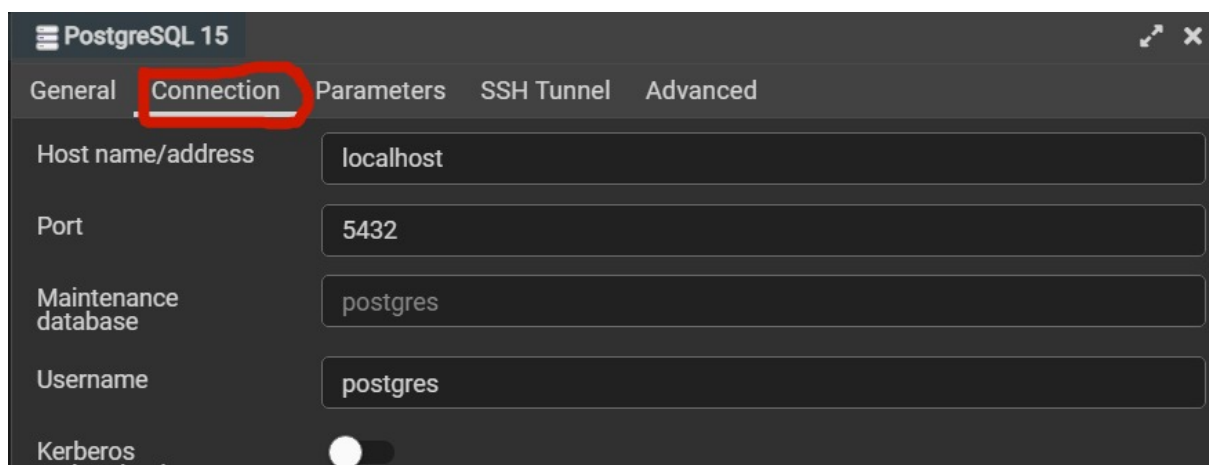 PostgreSQL 15
General Connection Parameters SSH Tunnel Advanced
Host name/address localhost
Port 5432
Maintenance
database
postgres
Username postgres
Kerberos